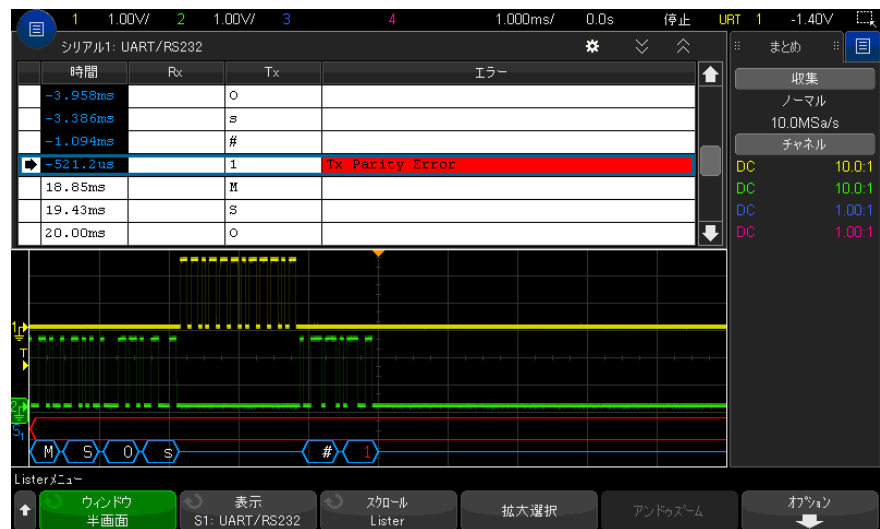 1 1.00V/ 2 1.00V/ 3 4 1.000ms/ 0.0s 停止 URT 1 -1.40V
シリアル1: UART/RS232
まとめ
時間 Rx Tx エラー
-3.958ms O
-3.386ms s
-1.094ms #
-521.2us 1 Tx Parity Error
18.85ms M
19.43ms S
20.00ms O
収集
ノーマル
10.0MSa/s
チャネル
DC 10.0:1
DC 10.0:1
DC 1.00:1
DC 1.00:1
1
T
2
S1
M S O s # 1
Listerメニュー
ウィンドウ
半画面
表示
S1: UART/RS232
スクロール
Lister
拡大選択
アンドゥズーム
オプション